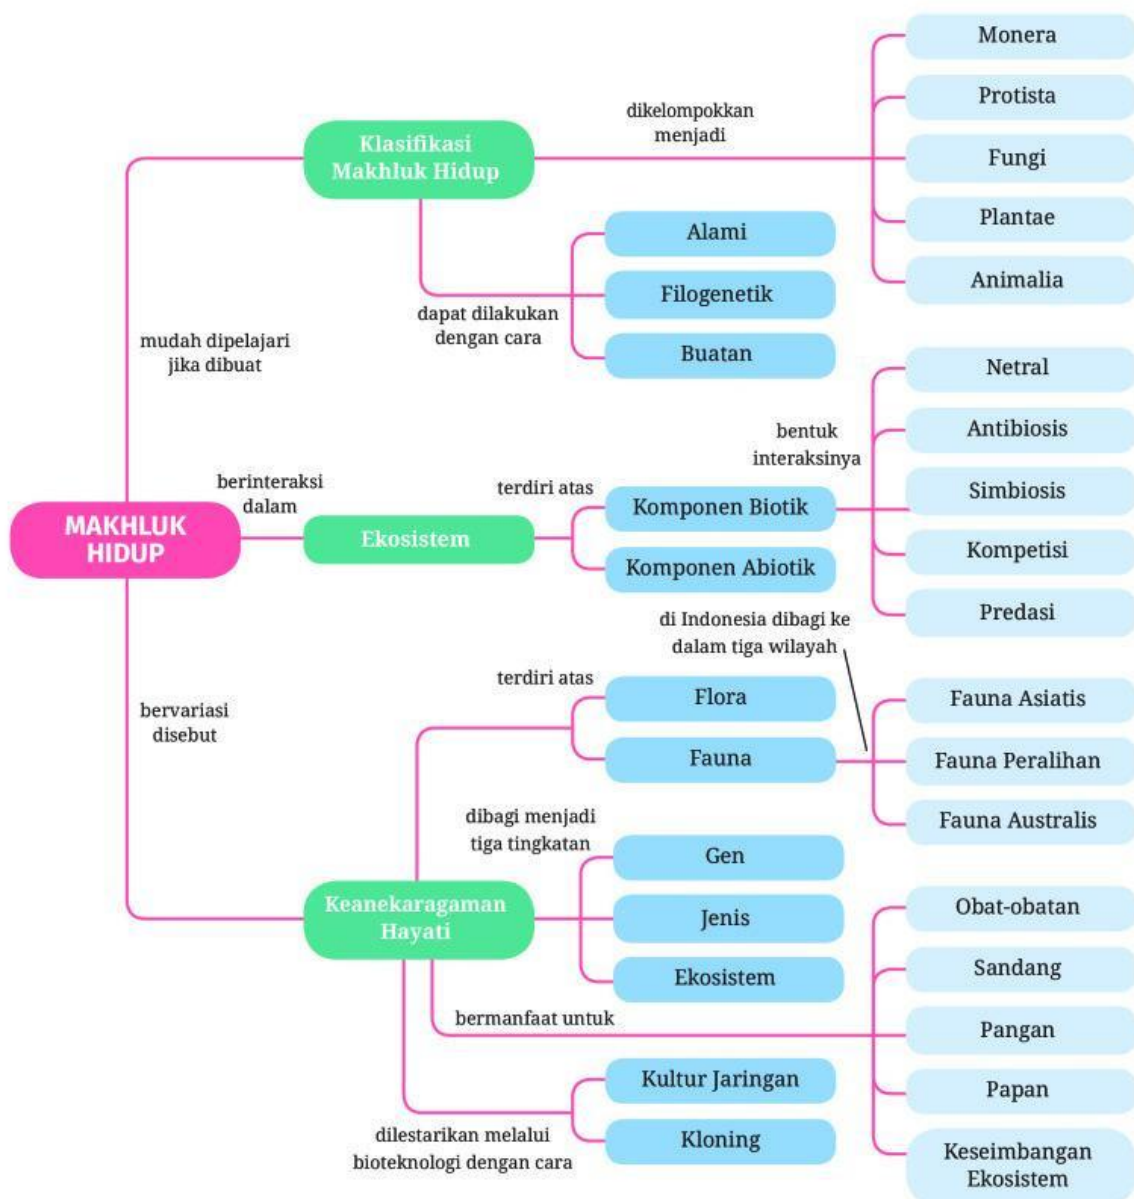 Monera
Protista
dikelompokkan
menjadi
Klasifikasi
Makhluk Hidup
Fungi
Plantae
Animalia
Alami
Filogenetik
Buatan
dapat dilakukan
dengan cara
mudah dipelajari
jika dibuat
Netral
Antibiosis
Simbiosis
Kompetisi
Predasi
bentuk
interaksinya
berinteraksi
dalam
terdiri atas
Komponen Biotik
Komponen Abiotik
MAKHLUK
HIDUP
Ekosistem
di Indonesia dibagi ke
dalam tiga wilayah
terdiri atas
Flora
Fauna
Fauna Asiatis
Fauna Peralihan
Fauna Australis
bervariasi
disebut
dibagi menjadi
tiga tingkatan
Gen
Jenis
Ekosistem
Keanekaragaman
Hayati
bermanfaat untuk
Obat-obatan
Sandang
Pangan
Papan
Keseimbangan
Ekosistem
Kultur Jaringan
Kloning
dilestarikan melalui
bioteknologi dengan cara